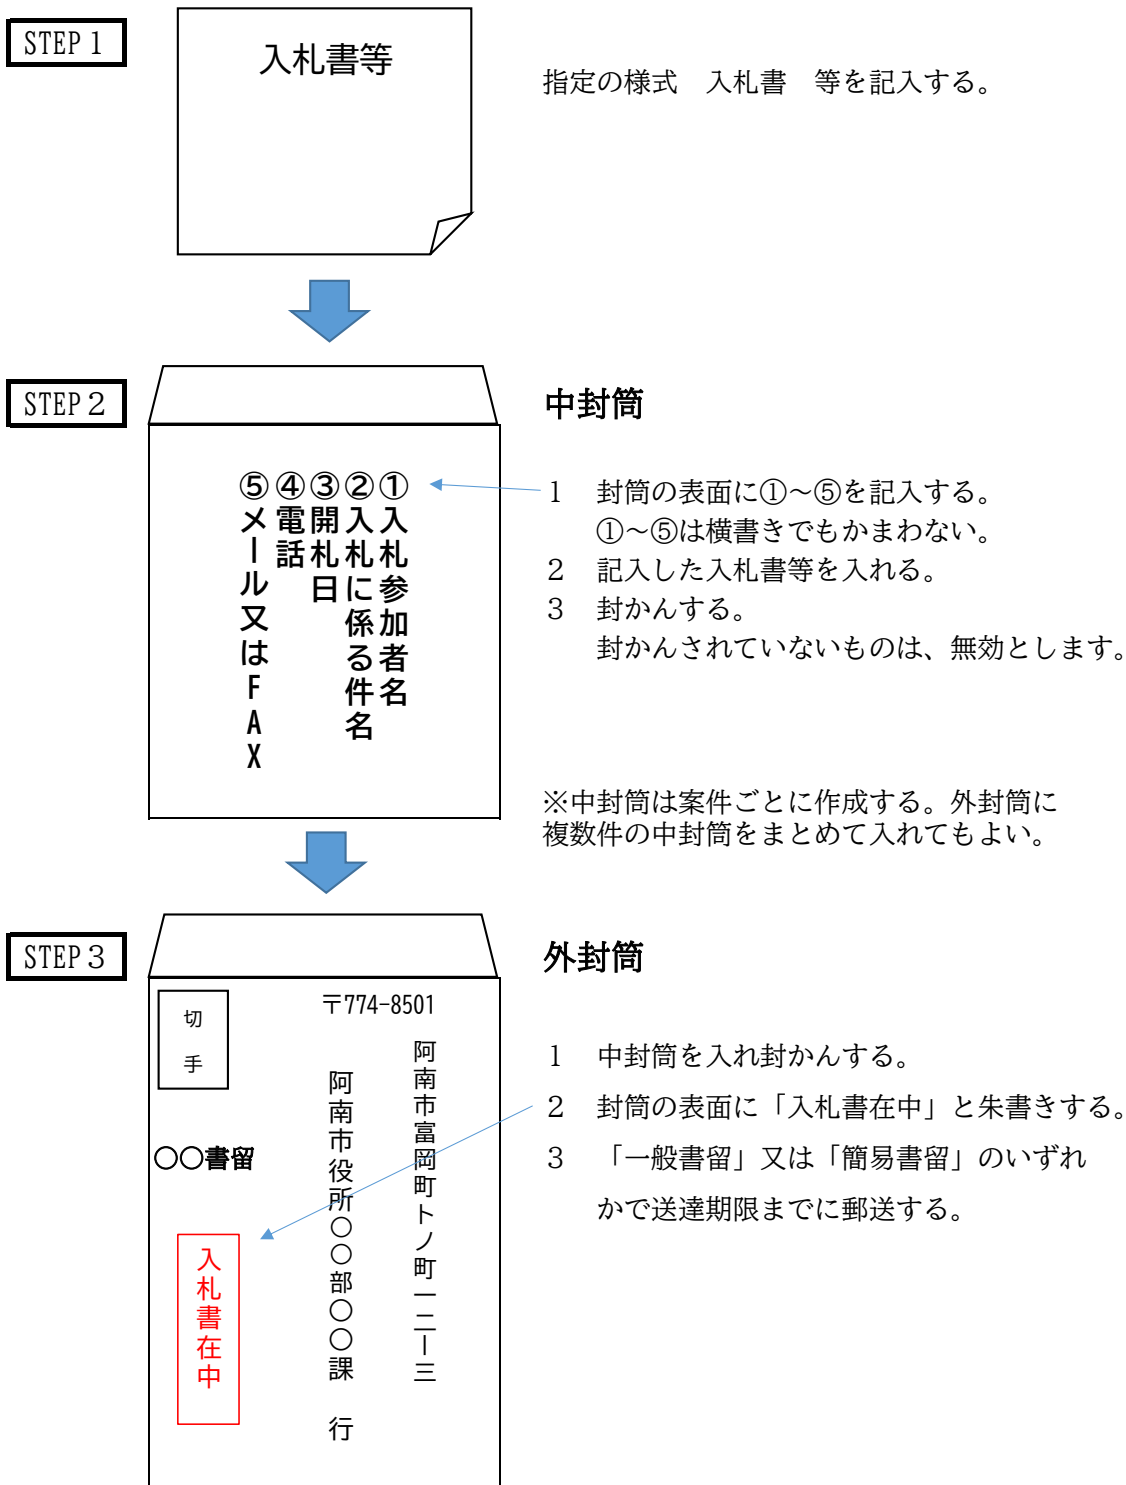 STEP１
入札書等
指定の様式　入札書　等を記入する。
STEP２
①入札参加者名
②入札に係る件名
③開札日
④電話
⑤メール又はＦＡＸ
中封筒
１　封筒の表面に①～⑤を記入する。
①～⑤は横書きでもかまわない。
２　記入した入札書等を入れる。
３　封かんする。
封かんされていないものは、無効とします。
※中封筒は案件ごとに作成する。外封筒に
複数件の中封筒をまとめて入れてもよい。
STEP３
切
手
〒774-8501
阿南市富岡町トノ町一二ー三
阿南市役所〇〇部〇〇課　行
〇〇書留
入札書在中
外封筒
１　中封筒を入れ封かんする。
２　封筒の表面に「入札書在中」と朱書きする。
３　「一般書留」又は「簡易書留」のいずれ
かで送達期限までに郵送する。